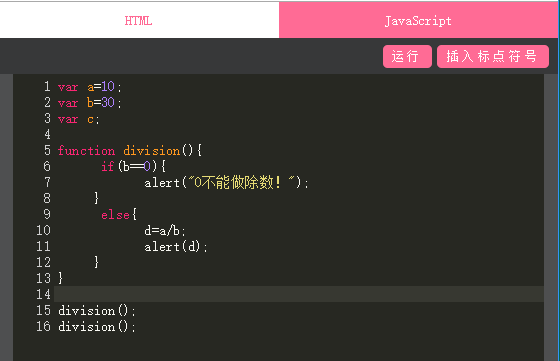 HTML JavaScript
运行 插入标点符号
1 var a=10;
2 var b=30;
3 var c;
4
5 function division(){
6 if(b==0){
7 alert("0不能做除数！");
8 }
9 else{
10 d=a/b;
11 alert(d);
12 }
13 }
14
15 division();
16 division();